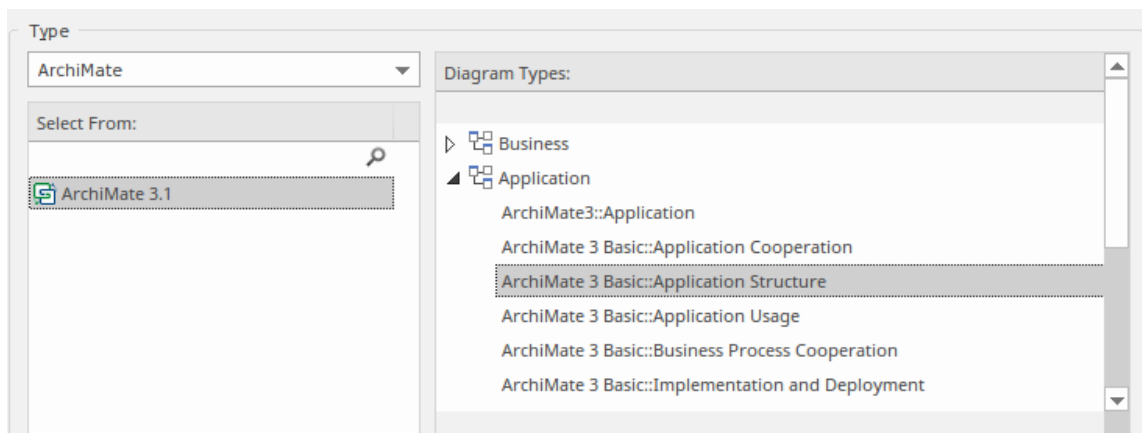 Type
ArchiMate
Select From:
ArchiMate 3.1
Diagram Types:
Business
Application
ArchiMate3::Application
ArchiMate 3 Basic::Application Cooperation
ArchiMate 3 Basic::Application Structure
ArchiMate 3 Basic::Application Usage
ArchiMate 3 Basic::Business Process Cooperation
ArchiMate 3 Basic::Implementation and Deployment